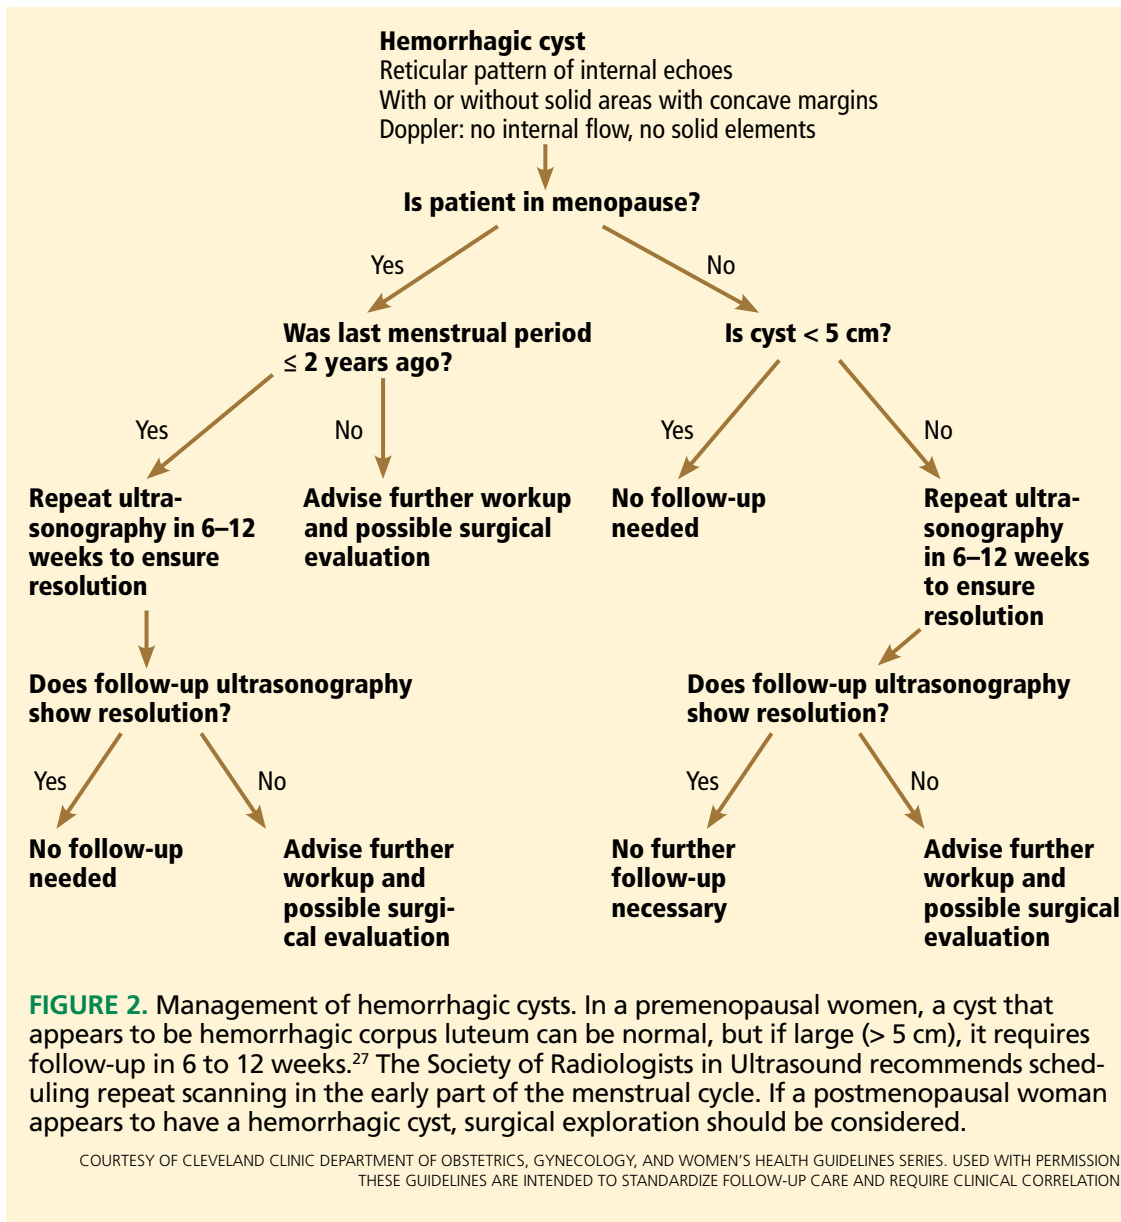 Hemorrhagic cyst
Reticular pattern of internal echoes
With or without solid areas with concave margins
Doppler: no internal flow, no solid elements
Is patient in menopause?
Yes
No
Was last menstrual period
≤ 2 years ago?
Is cyst < 5 cm?
Yes
No
Yes
No
Repeat ultra-
sonography in 6–12
weeks to ensure
resolution
Advise further workup
and possible surgical
evaluation
No follow-up
needed
Repeat ultra-
sonography
in 6–12 weeks
to ensure
resolution
Does follow-up ultrasonography
show resolution?
Does follow-up ultrasonography
show resolution?
Yes
No
Yes
No
No follow-up
needed
Advise further
workup and
possible surgi-
cal evaluation
No further
follow-up
necessary
Advise further
workup and
possible surgical
evaluation
FIGURE 2. Management of hemorrhagic cysts. In a premenopausal women, a cyst that
appears to be hemorrhagic corpus luteum can be normal, but if large (> 5 cm), it requires
follow-up in 6 to 12 weeks.27 The Society of Radiologists in Ultrasound recommends sched-
uling repeat scanning in the early part of the menstrual cycle. If a postmenopausal woman
appears to have a hemorrhagic cyst, surgical exploration should be considered.
COURTESY OF CLEVELAND CLINIC DEPARTMENT OF OBSTETRICS, GYNECOLOGY, AND WOMEN'S HEALTH GUIDELINES SERIES. USED WITH PERMISSION
THESE GUIDELINES ARE INTENDED TO STANDARDIZE FOLLOW-UP CARE AND REQUIRE CLINICAL CORRELATION